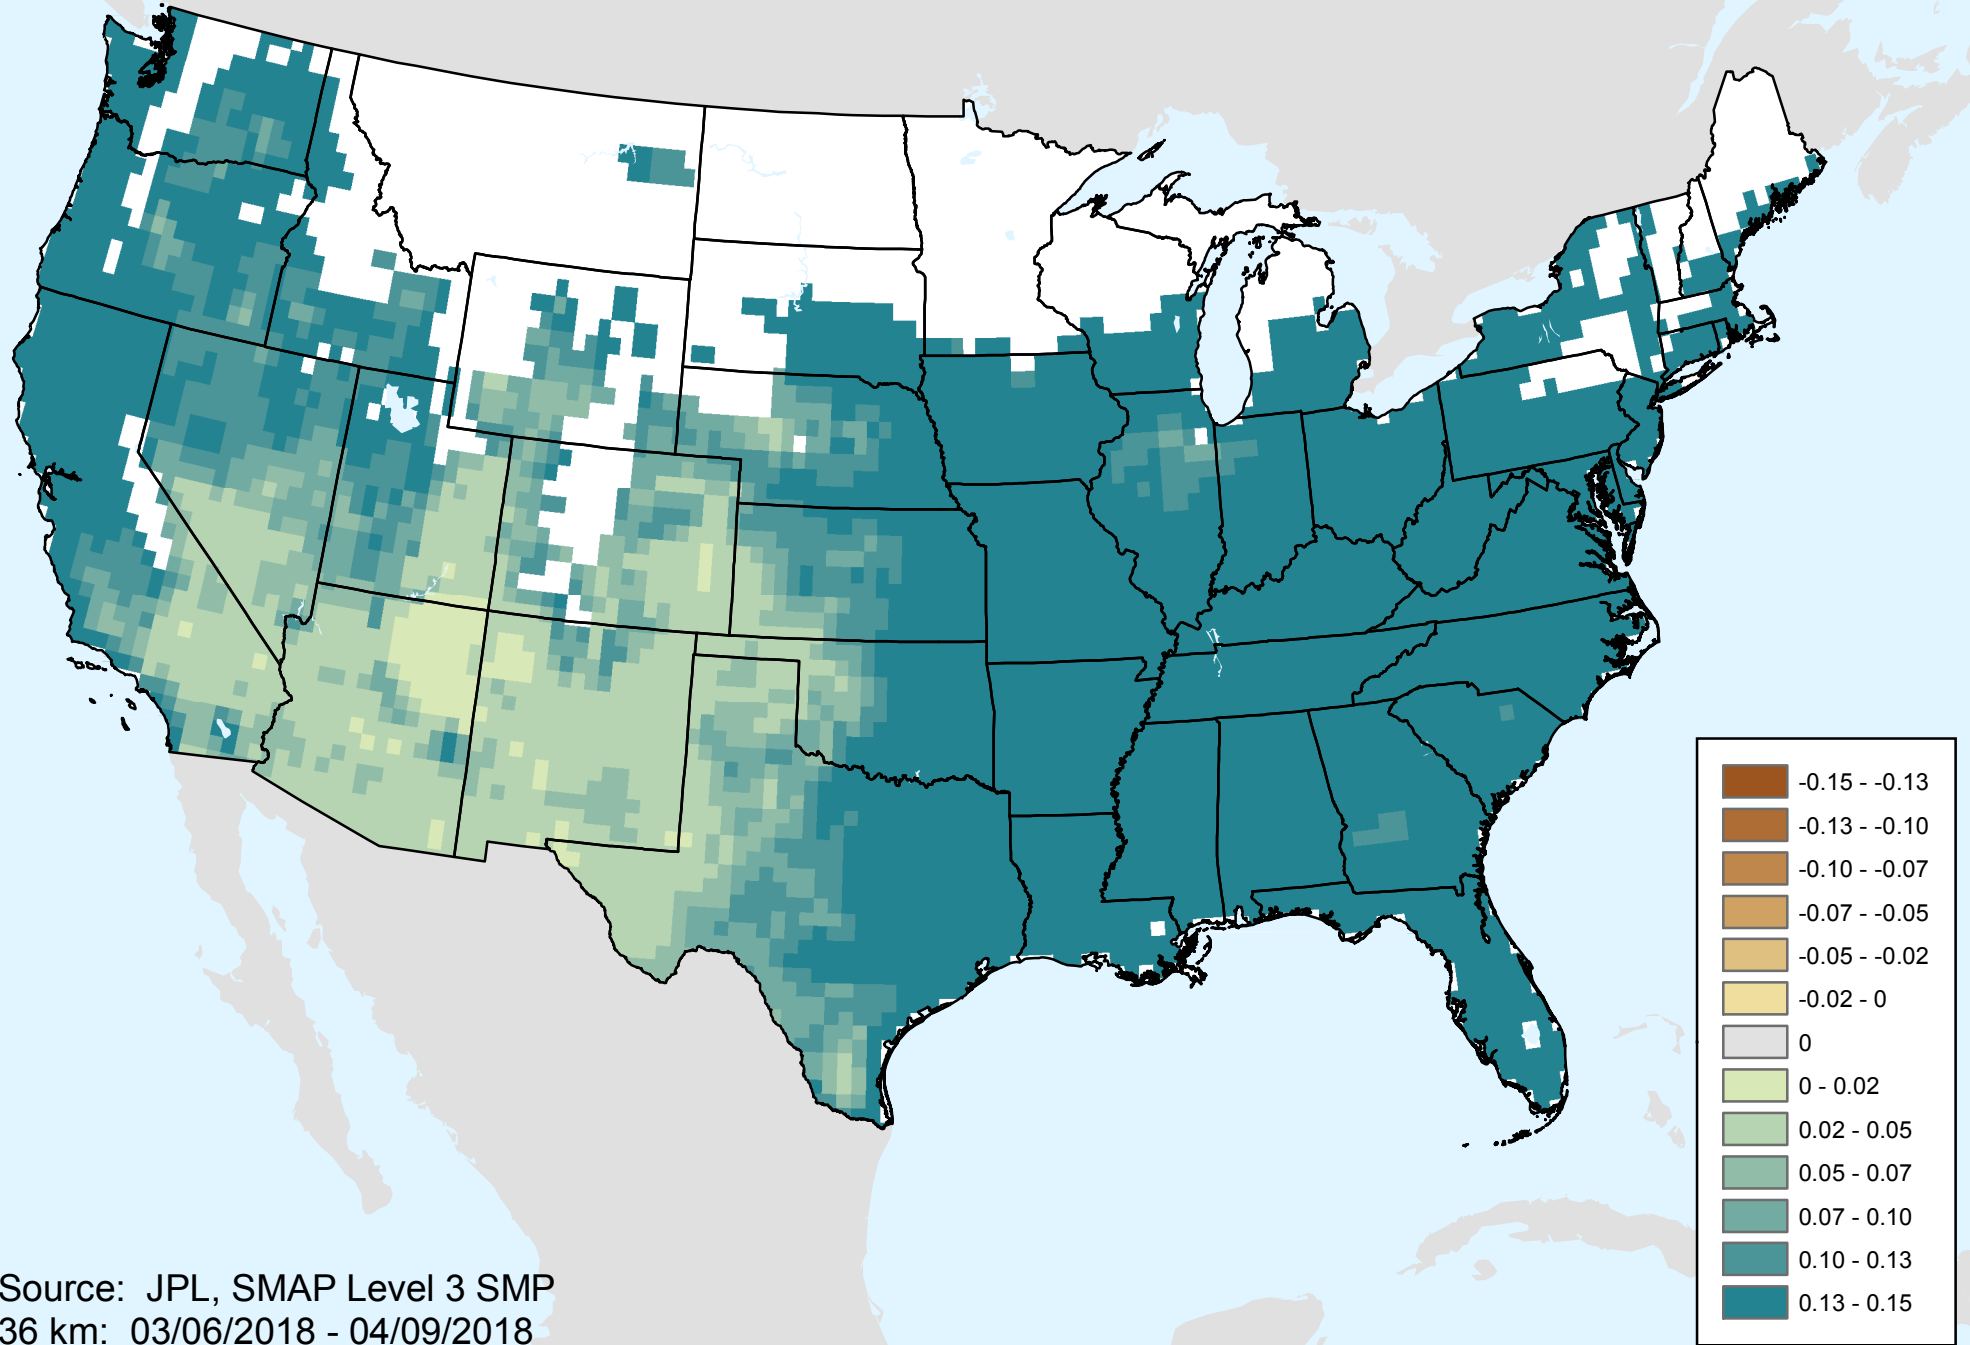 -0.15 - -0.13
-0.13 - -0.10
-0.10 - -0.07
-0.07 - -0.05
-0.05 - -0.02
-0.02 - 0
0
0 - 0.02
0.02 - 0.05
0.05 - 0.07
0.07 - 0.10
0.10 - 0.13
0.13 - 0.15
Source: JPL, SMAP Level 3 SMP
36 km: 03/06/2018 - 04/09/2018